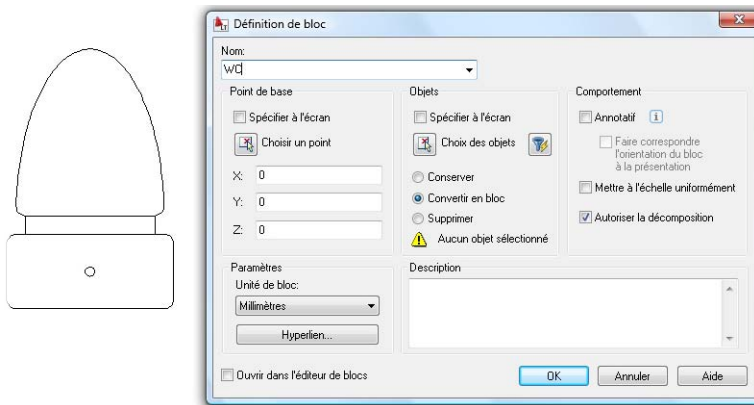 Définition de bloc
Nom:
WC
Point de base
Spécifier à l'écran
Choisir un point
X: 0
Y: 0
Z: 0
Objets
Spécifier à l'écran
Choix des objets
Conserver
Convertir en bloc
Supprimer
Aucun objet sélectionné
Comportement
Annotatif
Faire correspondre
l'orientation du bloc
à la présentation
Mettre à l'échelle uniformément
Autoriser la décomposition
Paramètres
Unité de bloc:
Millimètres
Hyperlien...
Description
Ouvrir dans l'éditeur de blocs
OK
Annuler
Aide